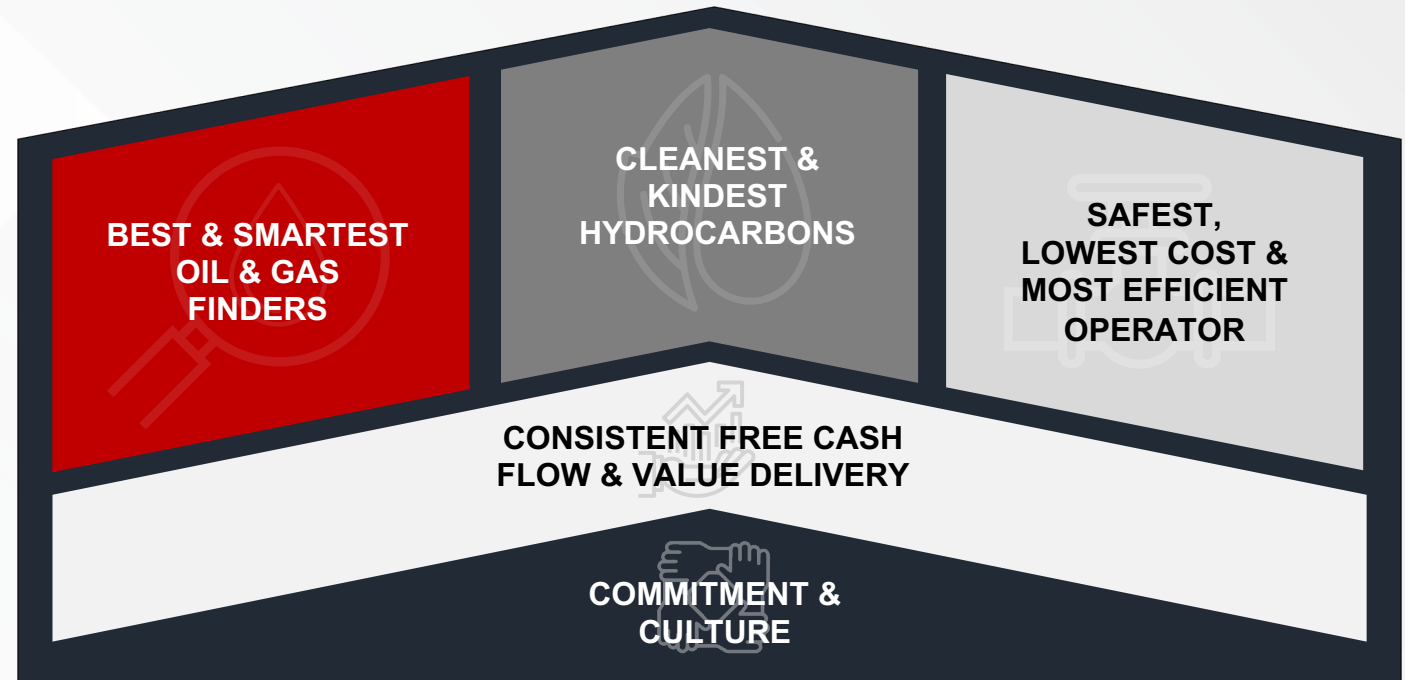 BEST & SMARTEST
OIL & GAS
FINDERS
CLEANEST &
KINDEST
HYDROCARBONS
SAFEST,
LOWEST COST &
MOST EFFICIENT
OPERATOR
CONSISTENT FREE CASH
FLOW & VALUE DELIVERY
COMMITMENT &
CULTURE